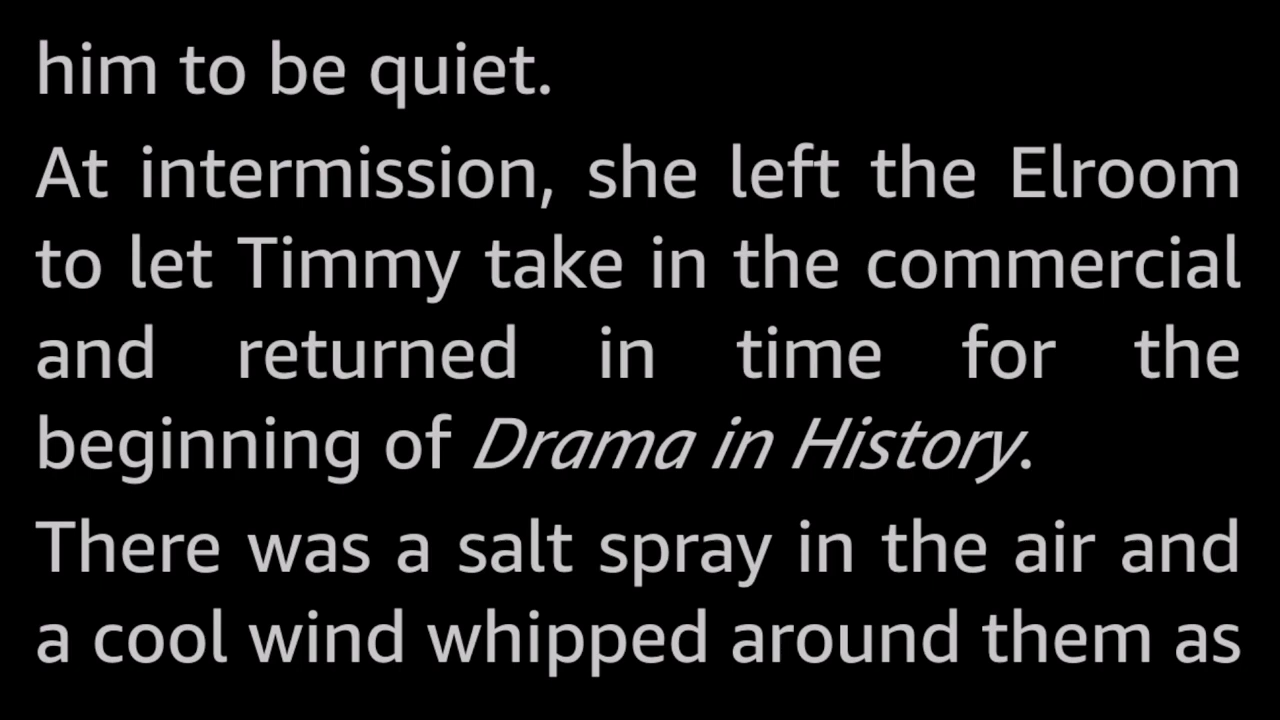 him to be quiet.
At intermission, she left the Elroom
to let Timmy take in the commercial
and returned in time for the
beginning of Drama in History.
There was a salt spray in the air and
a cool wind whipped around them as